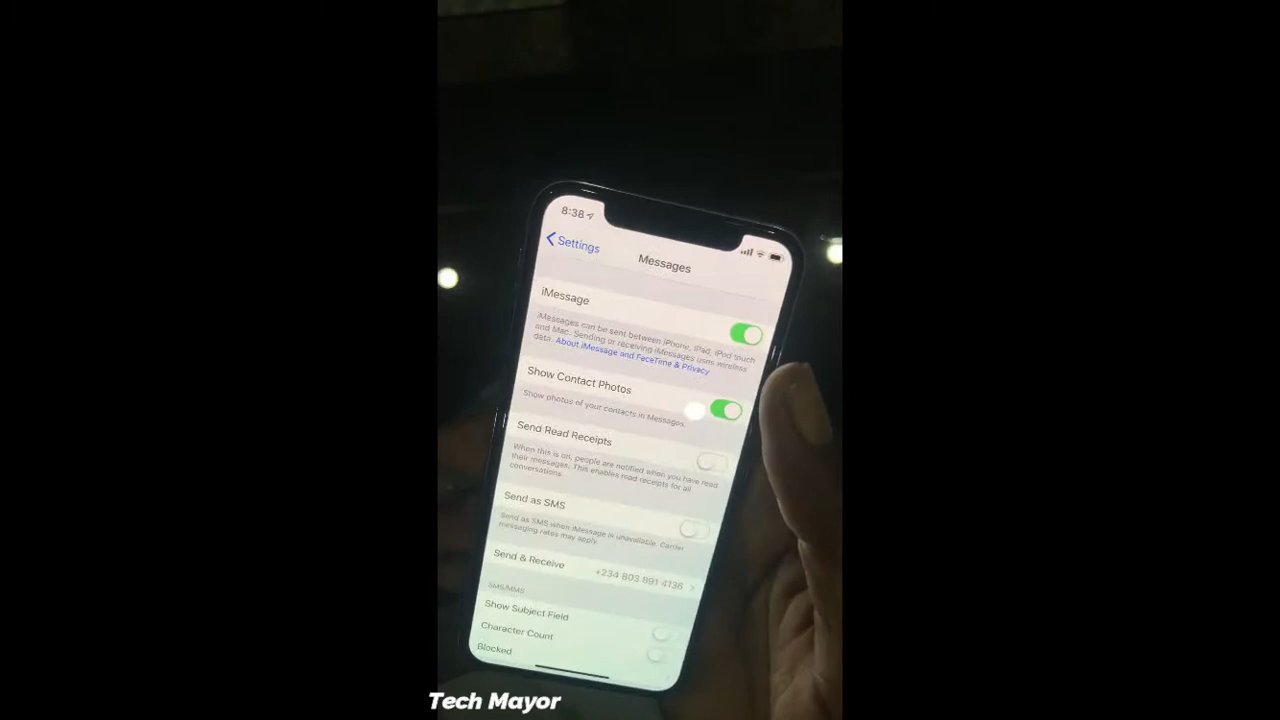 8:38
Settings
Messages
iMessage
iMessages can be sent between iPhone, iPad, iPod touch
and Mac. Sending or receiving iMessages uses wireless
data. About iMessage and FaceTime & Privacy
Show Contact Photos
Show photos of your contacts in Messages.
Send Read Receipts
When this is on, people are notified when you have read
their messages. This enables read receipts for all
conversations.
Send as SMS
Send as SMS when iMessage is unavailable. Carrier
messaging rates may apply.
Send & Receive +234 803 891 4136
SMS/MMS
Show Subject Field
Character Count
Blocked
Tech Mayor